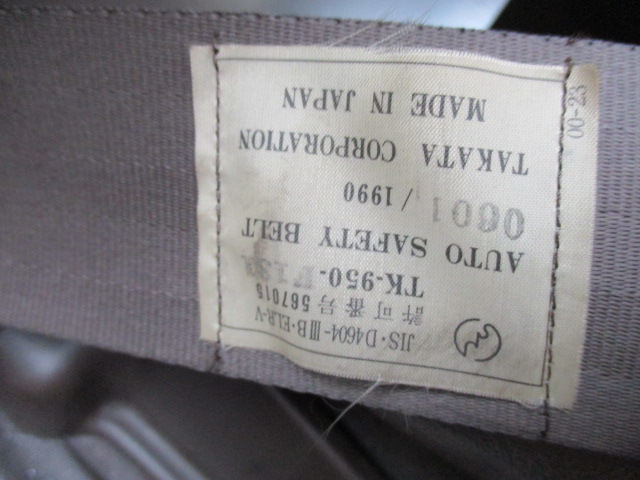 JIS·D4604-ⅢB·ELR-V
許可番号 567015
TK-950-
AUTO SAFETY BELT
0601 / 1990
TAKATA CORPORATION
MADE IN JAPAN
00-23